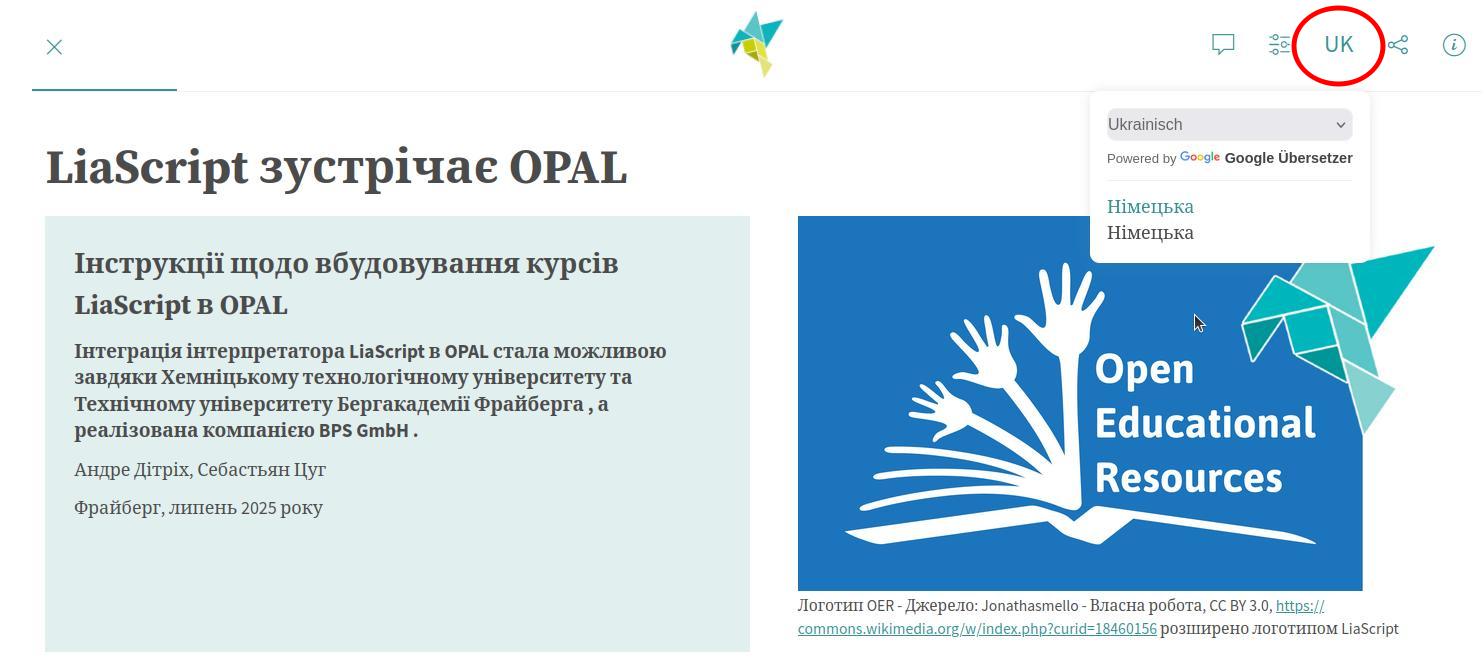 UK
Ukrainisch
Powered by Google Google Übersetzer
Німецька
Німецька
LiaScript зустрічає OPAL
Інструкції щодо вбудовування курсів
LiaScript в OPAL
Інтеграція інтерпретатора LiaScript в OPAL стала можливою
завдяки Хемніцькому технологічному університету та
Технічному університету Бергакадемії Фрайберга , а
реалізована компанією BPS GmbH .
Андре Дітріх, Себастьян Цуг
Фрайберг, липень 2025 року
Open
Educational
Resources
Логотип OER - Джерело: Jonathasmello - Власна робота, CC BY 3.0, https://
commons.wikimedia.org/w/index.php?curid=18460156 розширено логотипом LiaScript